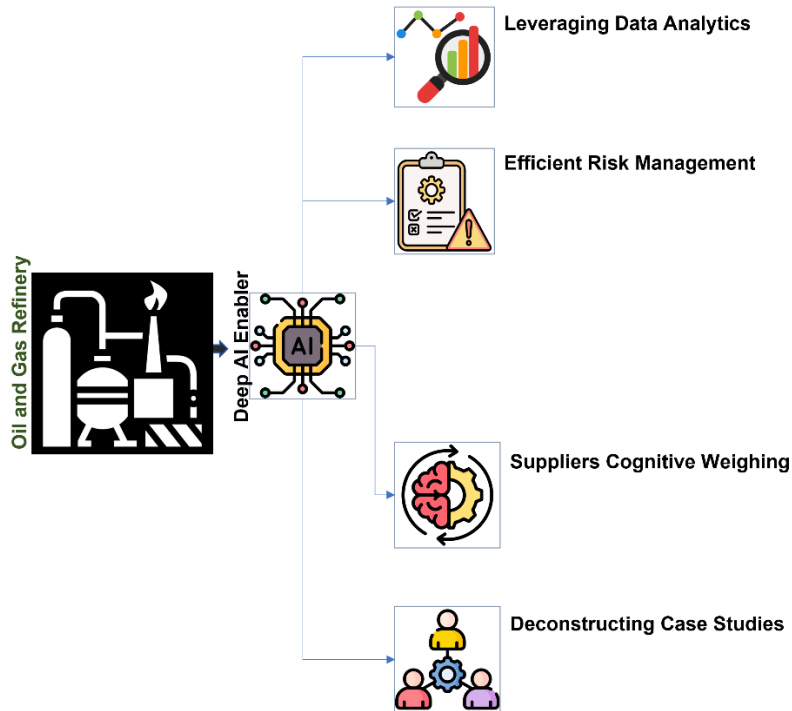 Leveraging Data Analytics
Efficient Risk Management
Oil and Gas Refinery
Deep AI Enabler
AI
Suppliers Cognitive Weighing
Deconstructing Case Studies